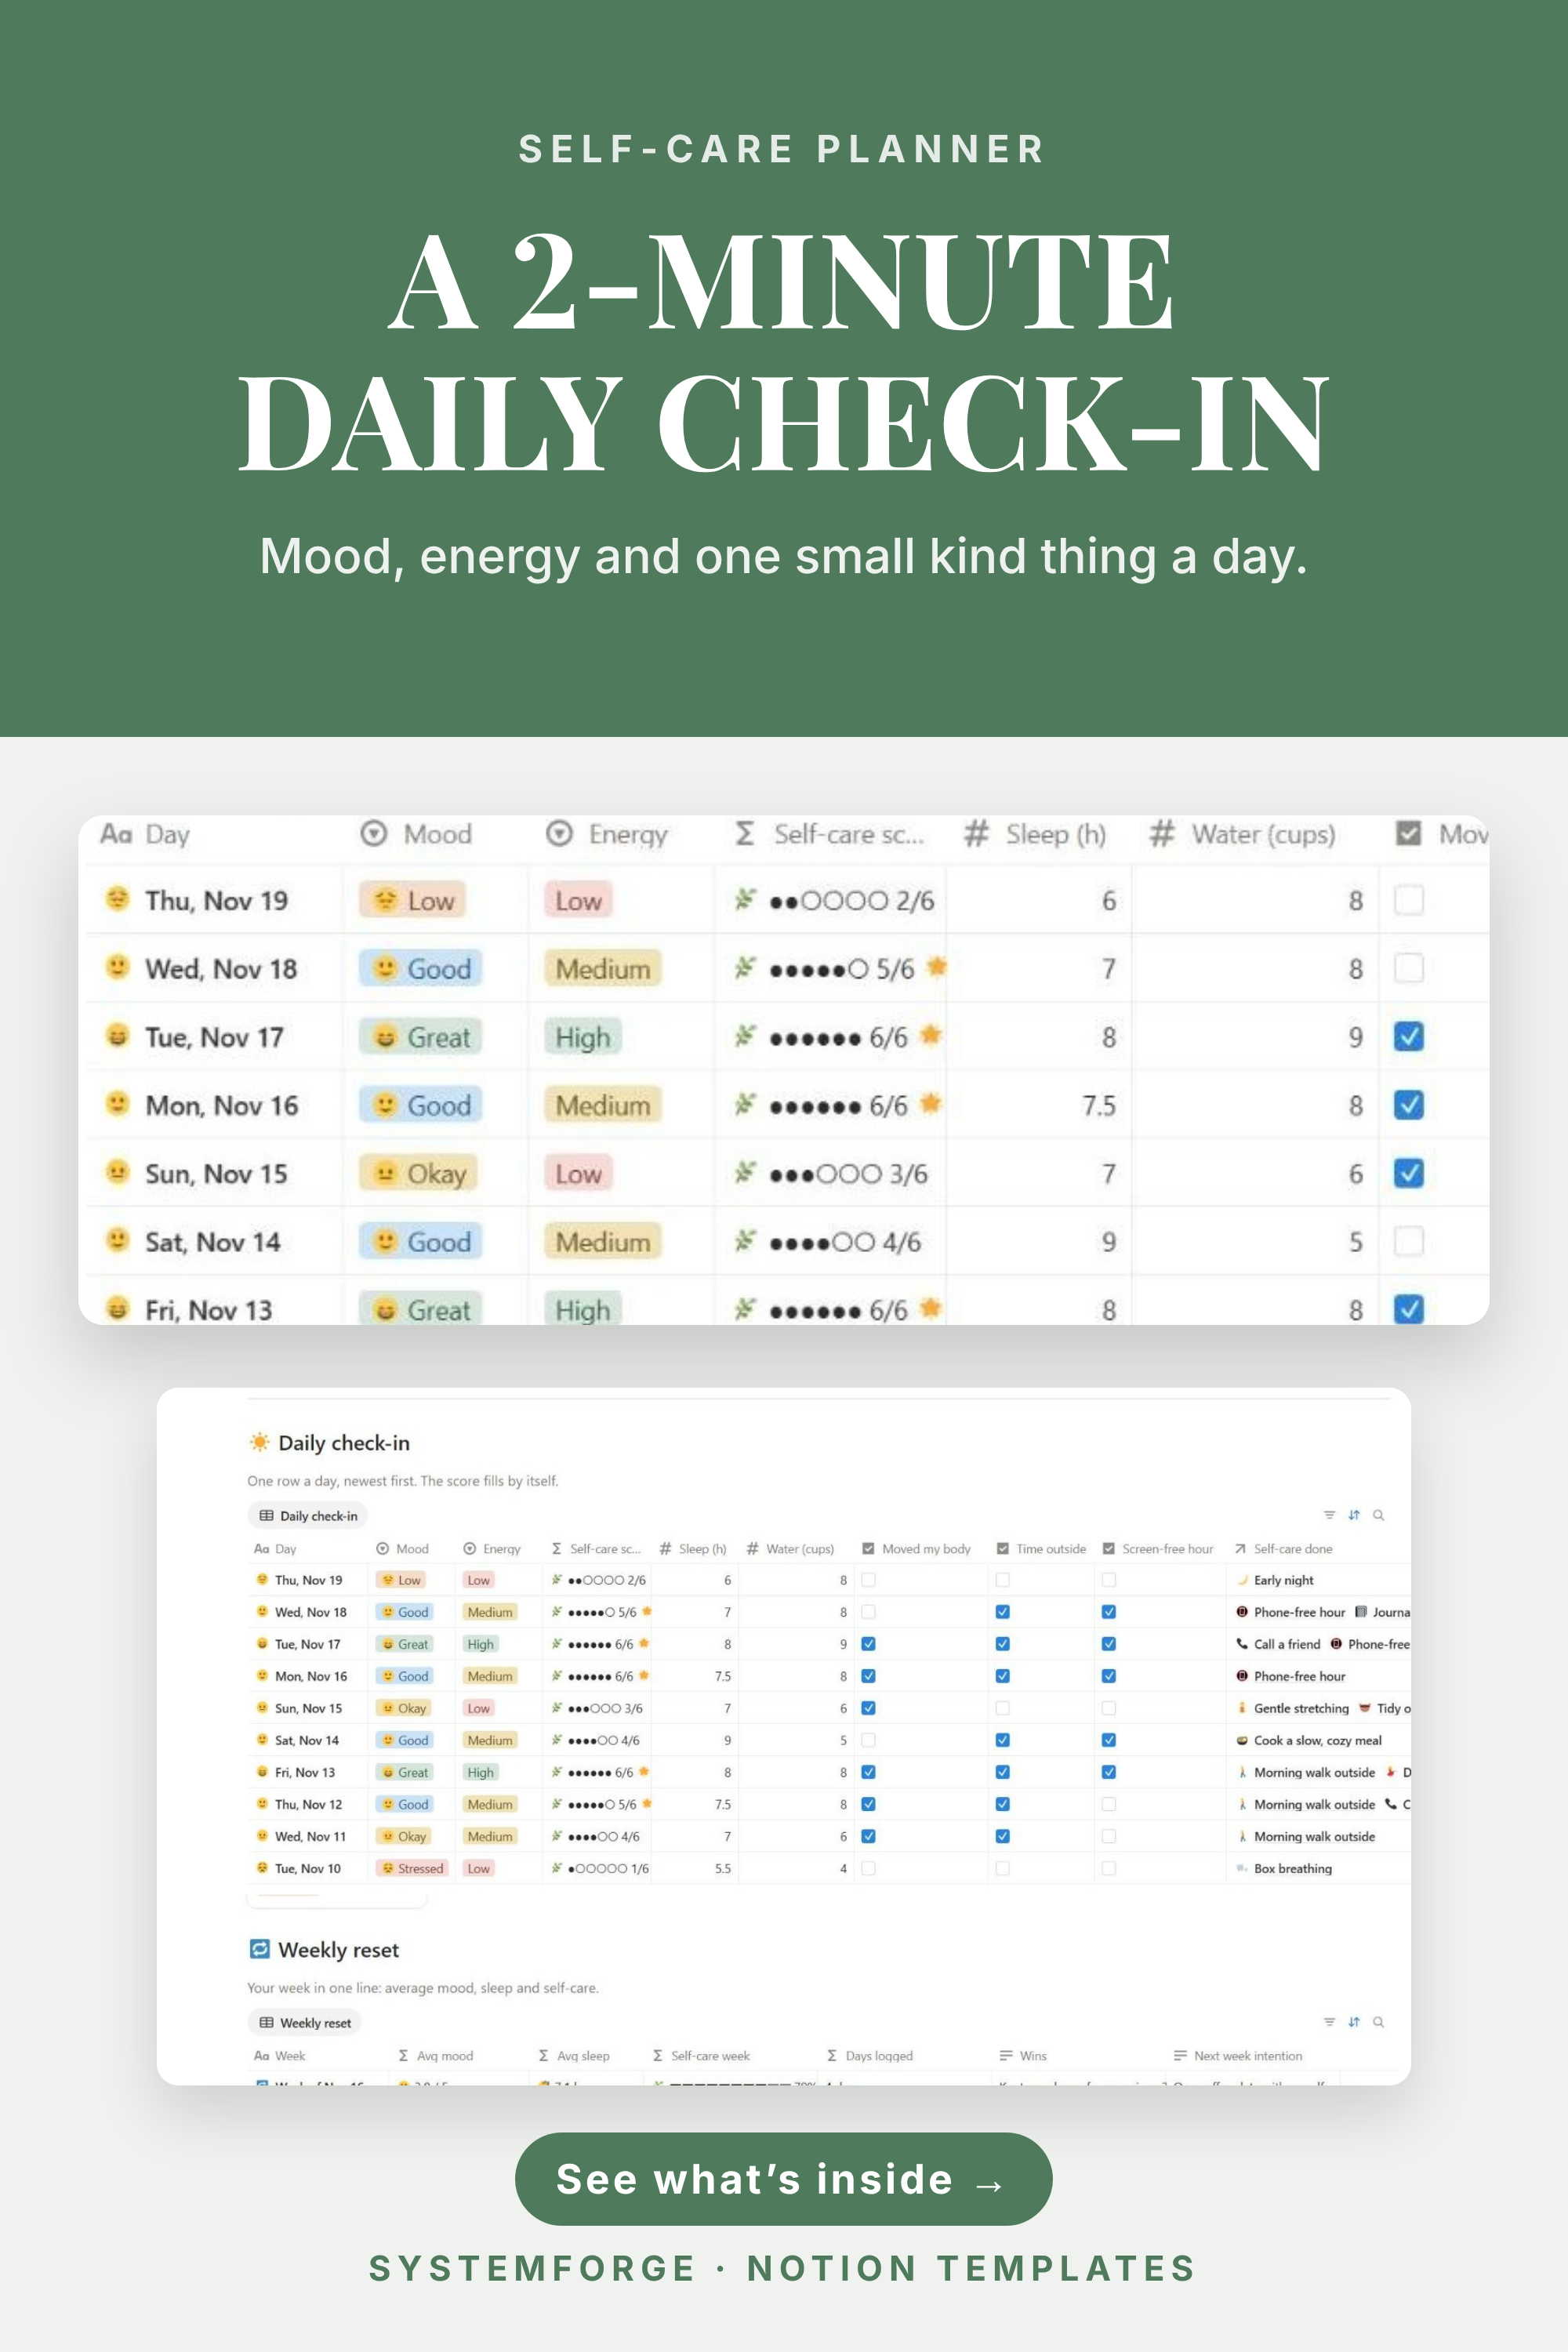 SELF-CARE PLANNER
A 2-MINUTE
DAILY CHECK-IN
Mood, energy and one small kind thing a day.
Aa Day Mood Energy Σ Self-care sc... # Sleep (h) # Water (cups) Mov
Thu, Nov 19 Low Low ●●○○○○ 2/6 6 8
Wed, Nov 18 Good Medium ●●●●●○ 5/6 7 8
Tue, Nov 17 Great High ●●●●●● 6/6 8 9
Mon, Nov 16 Good Medium ●●●●●● 6/6 7.5 8
Sun, Nov 15 Okay Low ●●●○○○ 3/6 7 6
Sat, Nov 14 Good Medium ●●●●○○ 4/6 9 5
Fri, Nov 13 Great High ●●●●●● 6/6 8 8
Daily check-in
One row a day, newest first. The score fills by itself.
Daily check-in
Aa Day Mood Energy Σ Self-care sc... # Sleep (h) # Water (cups) Moved my body Time outside Screen-free hour Self-care done
Thu, Nov 19 Low Low ●●○○○○ 2/6 6 8 Early night
Wed, Nov 18 Good Medium ●●●●●○ 5/6 7 8 Phone-free hour Journa
Tue, Nov 17 Great High ●●●●●● 6/6 8 9 Call a friend Phone-free
Mon, Nov 16 Good Medium ●●●●●● 6/6 7.5 8 Phone-free hour
Sun, Nov 15 Okay Low ●●●○○○ 3/6 7 6 Gentle stretching Tidy o
Sat, Nov 14 Good Medium ●●●●○○ 4/6 9 5 Cook a slow, cozy meal
Fri, Nov 13 Great High ●●●●●● 6/6 8 8 Morning walk outside D
Thu, Nov 12 Good Medium ●●●●●○ 5/6 7.5 8 Morning walk outside C
Wed, Nov 11 Okay Medium ●●●●○○ 4/6 7 6 Morning walk outside
Tue, Nov 10 Stressed Low ●○○○○○ 1/6 5.5 4 Box breathing
Weekly reset
Your week in one line: average mood, sleep and self-care.
Weekly reset
Aa Week Σ Avg mood Σ Avg sleep Σ Self-care week Σ Days logged Wins Next week intention
See what's inside →
SYSTEMFORGE · NOTION TEMPLATES